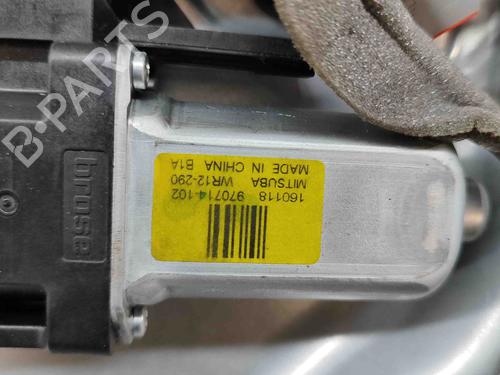 B-PARTS
brose
160118 970714-102
MITSUBA WR12-290
MADE IN CHINA B1A